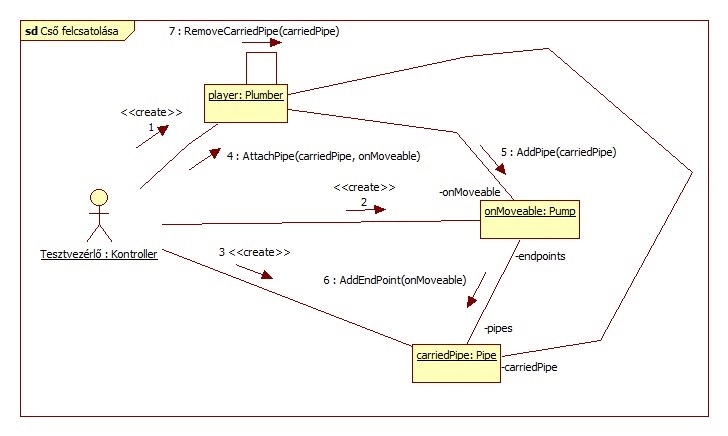 sd Cső felcsatolása
7 : RemoveCarriedPipe(carriedPipe)
player: Plumber
<<create>>
1
4 : AttachPipe(carriedPipe, onMoveable)
5 : AddPipe(carriedPipe)
<<create>>
2
-onMoveable
onMoveable: Pump
Tesztvezérlő : Kontroller
3 <<create>>
-endpoints
6 : AddEndPoint(onMoveable)
-pipes
carriedPipe: Pipe
-carriedPipe